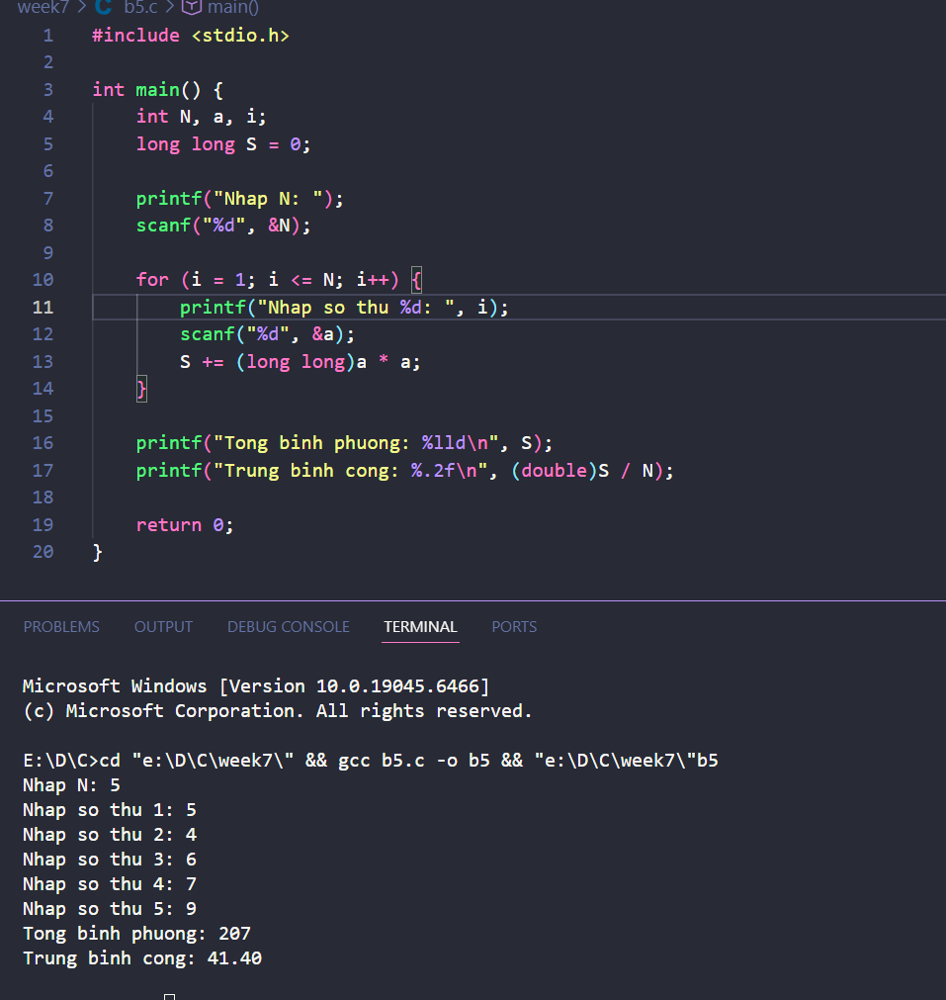 week7 > C b5.c > main()
1 #include <stdio.h>
2
3 int main() {
4     int N, a, i;
5     long long S = 0;
6
7     printf("Nhap N: ");
8     scanf("%d", &N);
9
10     for (i = 1; i <= N; i++) {
11         printf("Nhap so thu %d: ", i);
12         scanf("%d", &a);
13         S += (long long)a * a;
14     }
15
16     printf("Tong binh phuong: %lld\n", S);
17     printf("Trung binh cong: %.2f\n", (double)S / N);
18
19     return 0;
20 }
PROBLEMS OUTPUT DEBUG CONSOLE TERMINAL PORTS
Microsoft Windows [Version 10.0.19045.6466]
(c) Microsoft Corporation. All rights reserved.
E:\D\C>cd "e:\D\C\week7\" && gcc b5.c -o b5 && "e:\D\C\week7\"b5
Nhap N: 5
Nhap so thu 1: 5
Nhap so thu 2: 4
Nhap so thu 3: 6
Nhap so thu 4: 7
Nhap so thu 5: 9
Tong binh phuong: 207
Trung binh cong: 41.40